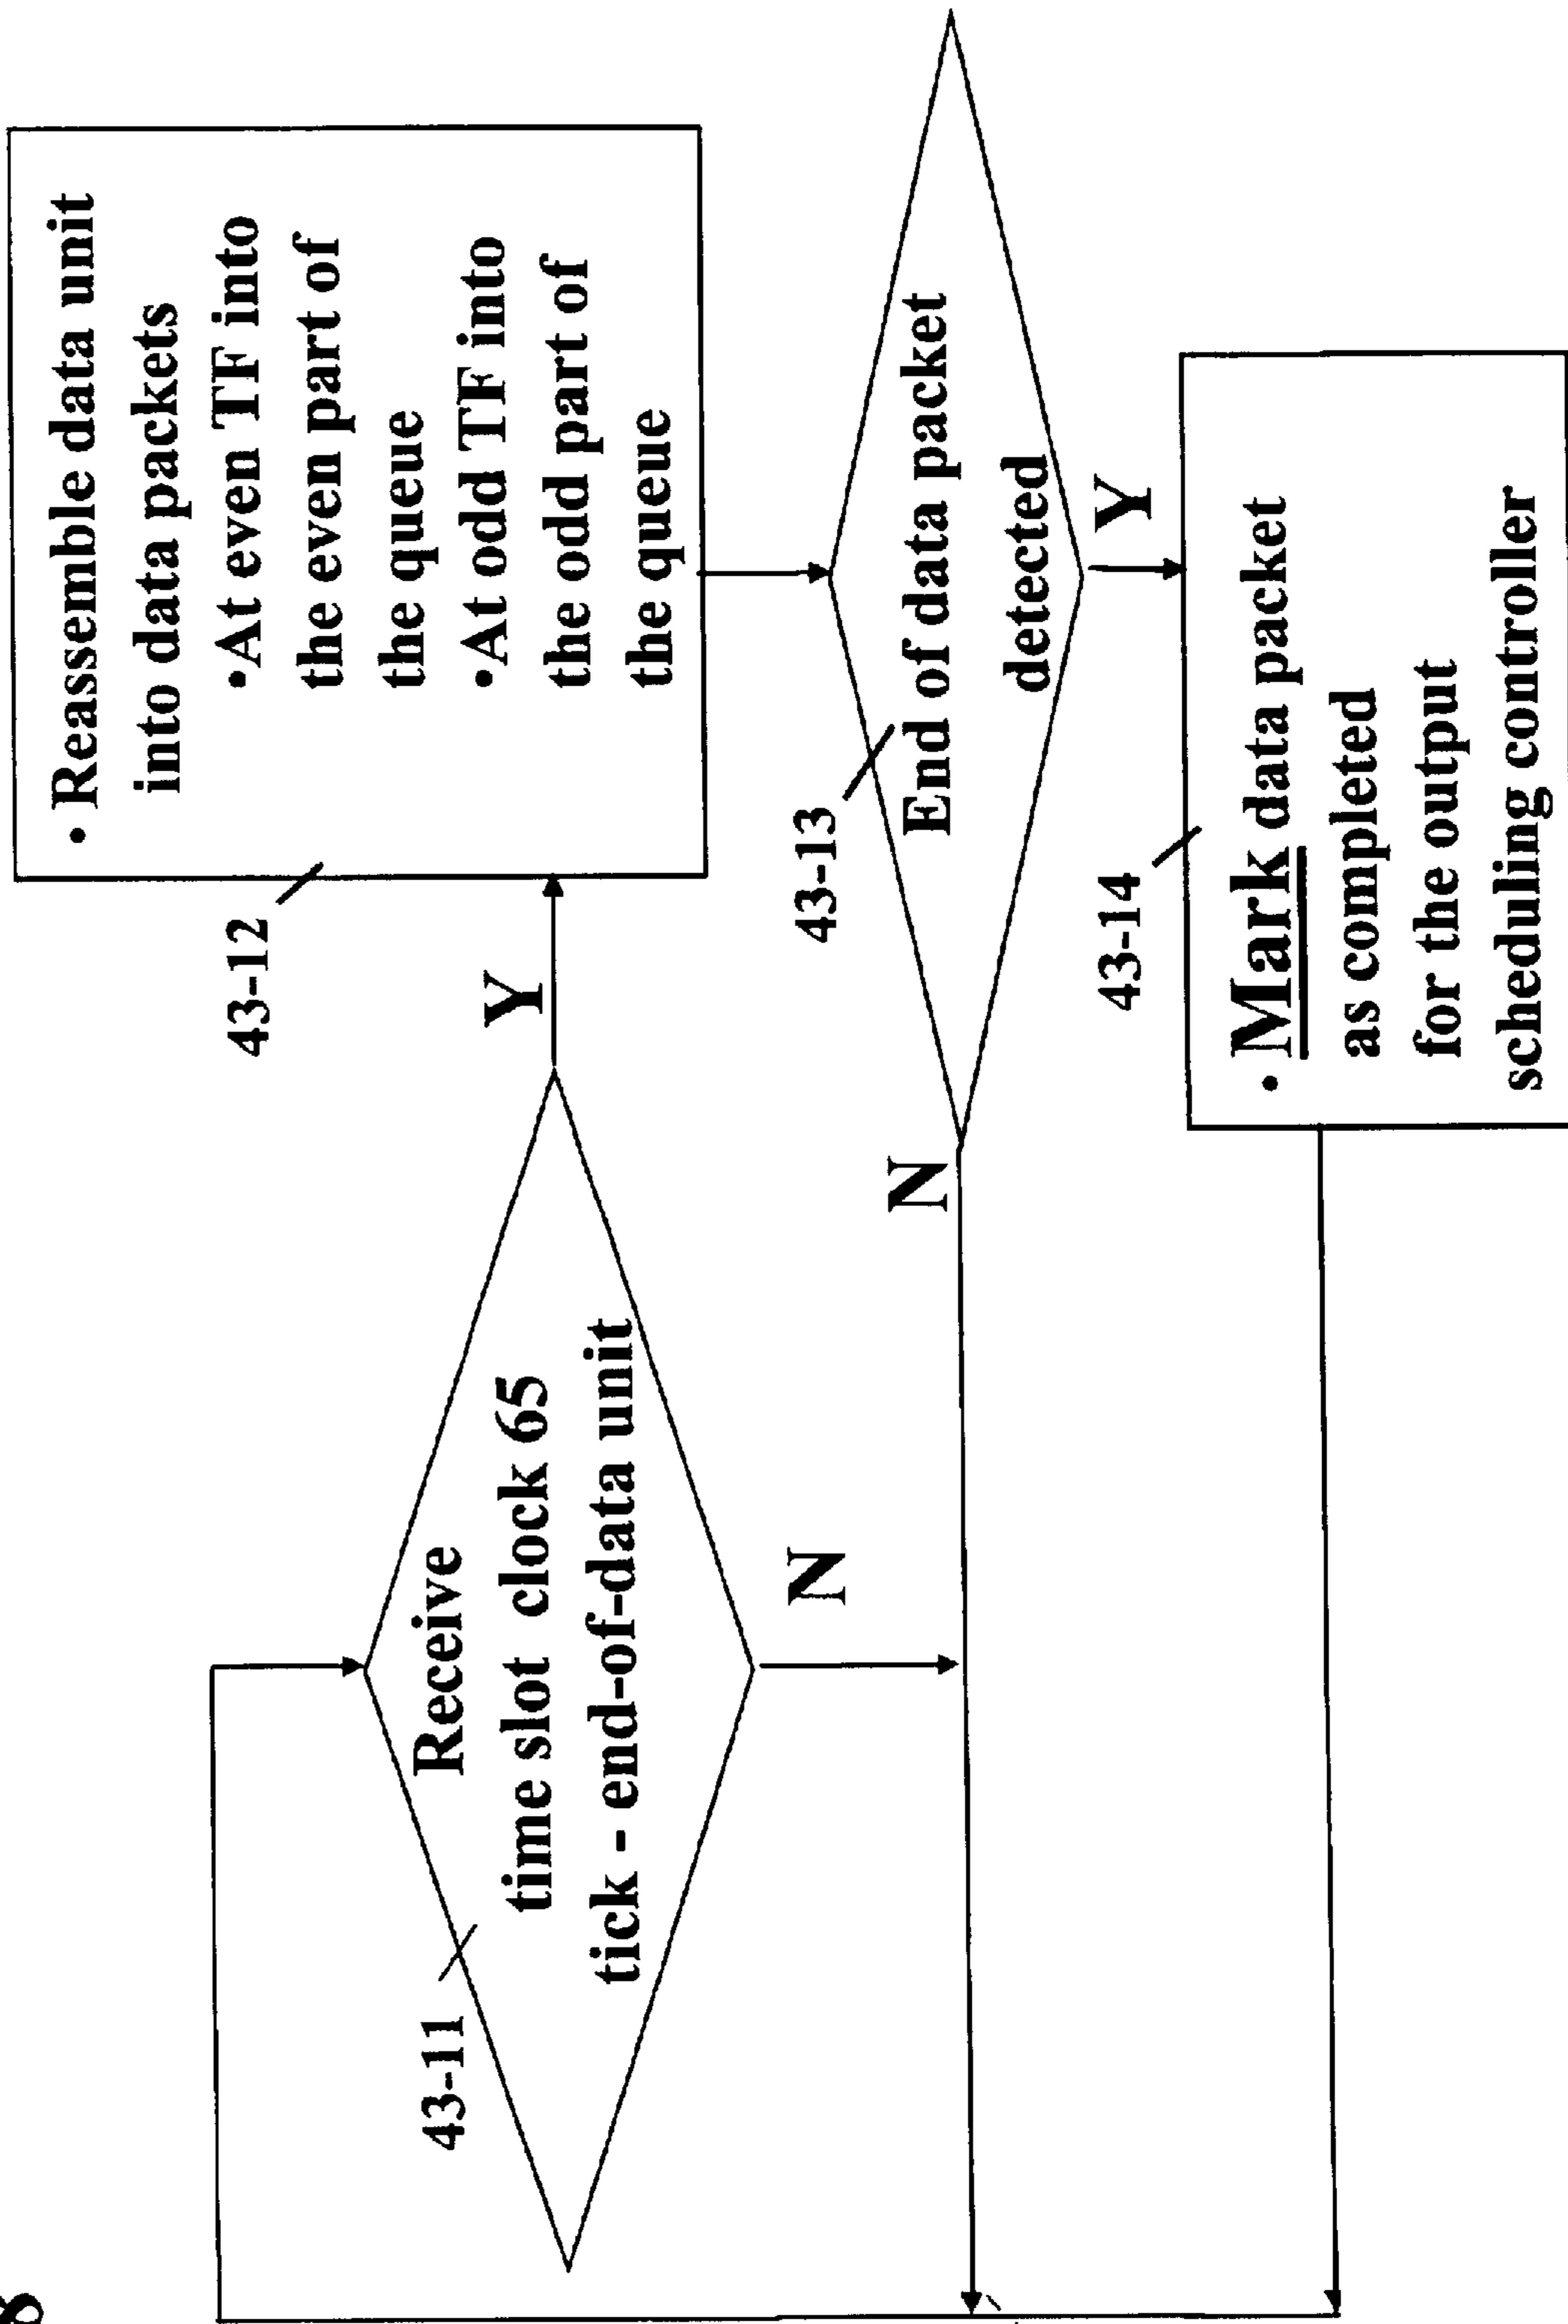 43-11
Receive
time slot clock 65
tick - end-of-data unit
Y
N
43-12
• Reassemble data unit
into data packets
•At even TF into
the even part of
the queue
•At odd TF into
the odd part of
the queue
43-13
End of data packet
detected
N
Y
43-14
• Mark data packet
as completed
for the output
scheduling controller